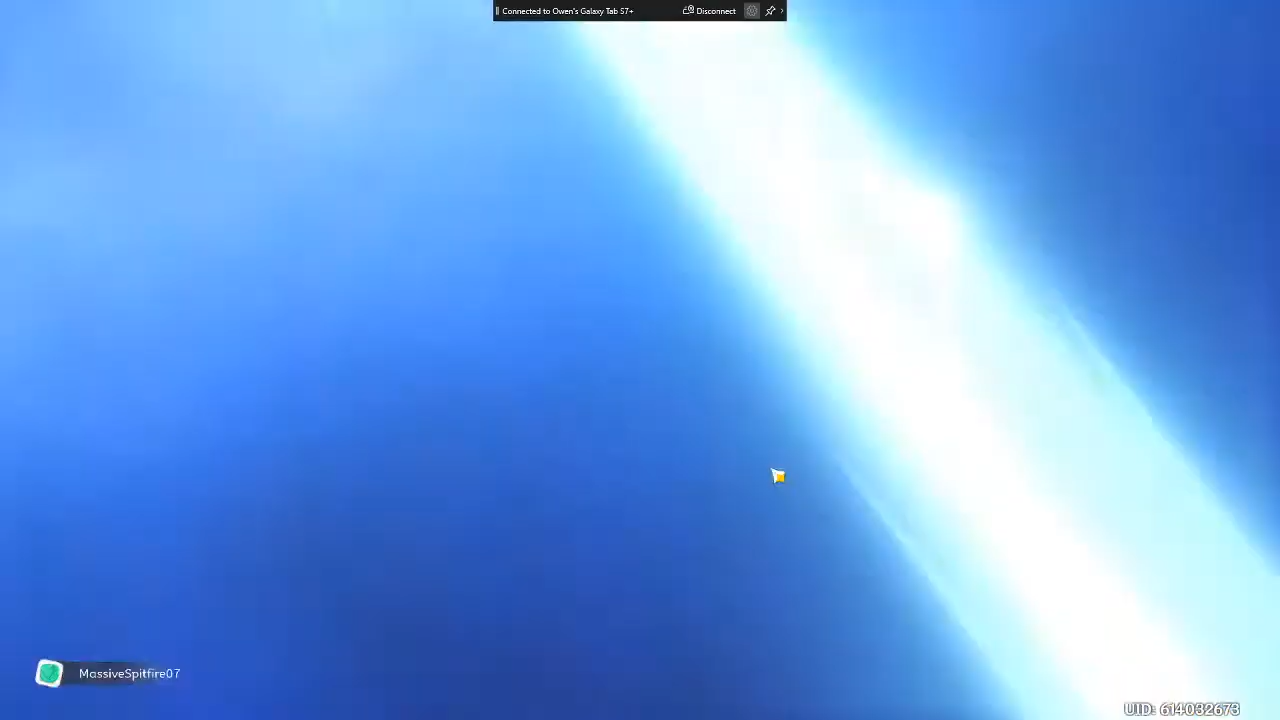 Connected to Owen's Galaxy Tab S7+
Disconnect
MassiveSpitfire07
UID: 614032673